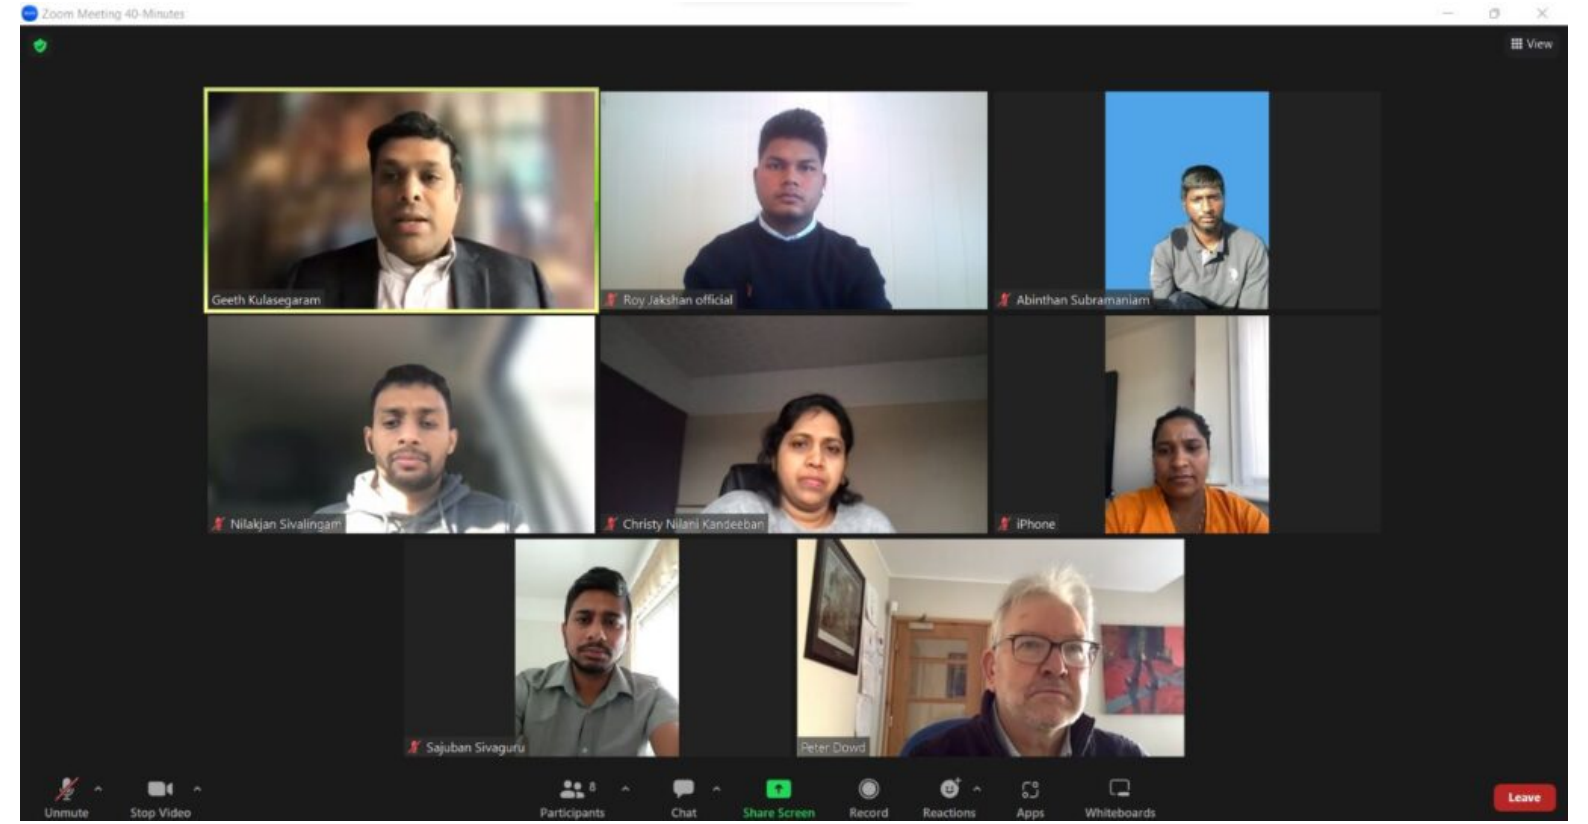 Zoom Meeting 40-Minutes
View
Geeth Kulasegaram
Roy Jakshan official
Abinthan Subramaniam
Nilakjan Sivalingam
Christy Nilani Kandeeban
iPhone
Sajuban Sivaguru
Peter Dowd
Unmute
Stop Video
8
Participants
Chat
Share Screen
Record
Reactions
Apps
Whiteboards
Leave